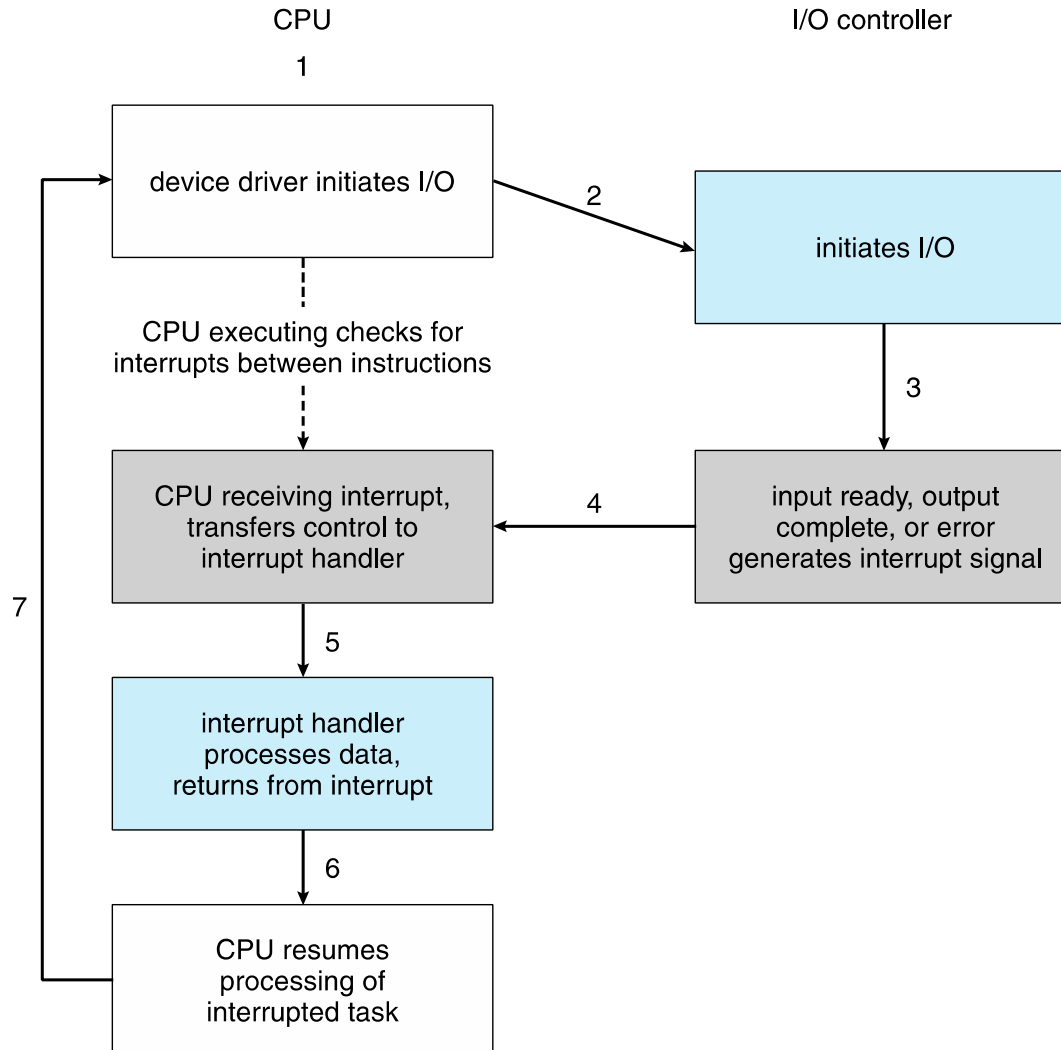 CPU
I/O controller
1
device driver initiates I/O
2
initiates I/O
CPU executing checks for
interrupts between instructions
3
CPU receiving interrupt,
transfers control to
interrupt handler
4
input ready, output
complete, or error
generates interrupt signal
7
5
interrupt handler
processes data,
returns from interrupt
6
CPU resumes
processing of
interrupted task